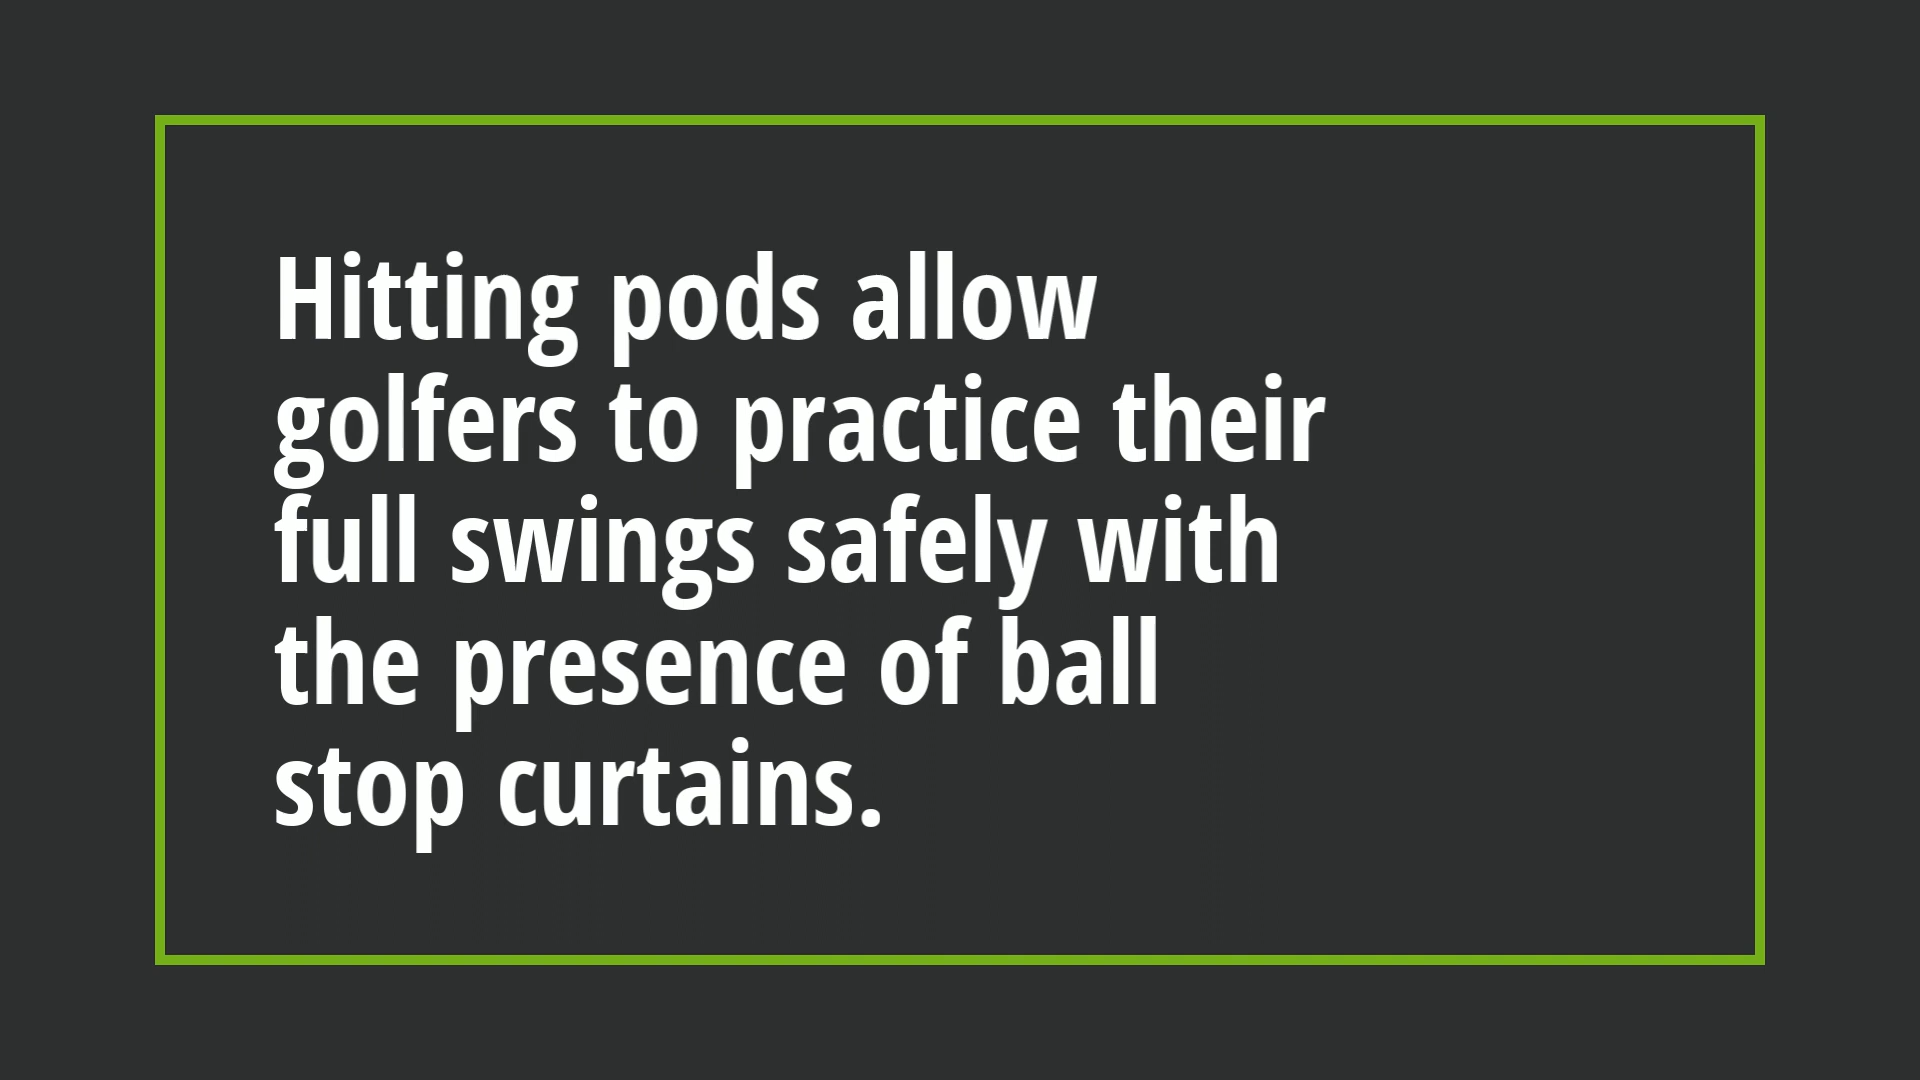 Hitting pods allow
golfers to practice their
full swings safely with
the presence of ball
stop curtains.